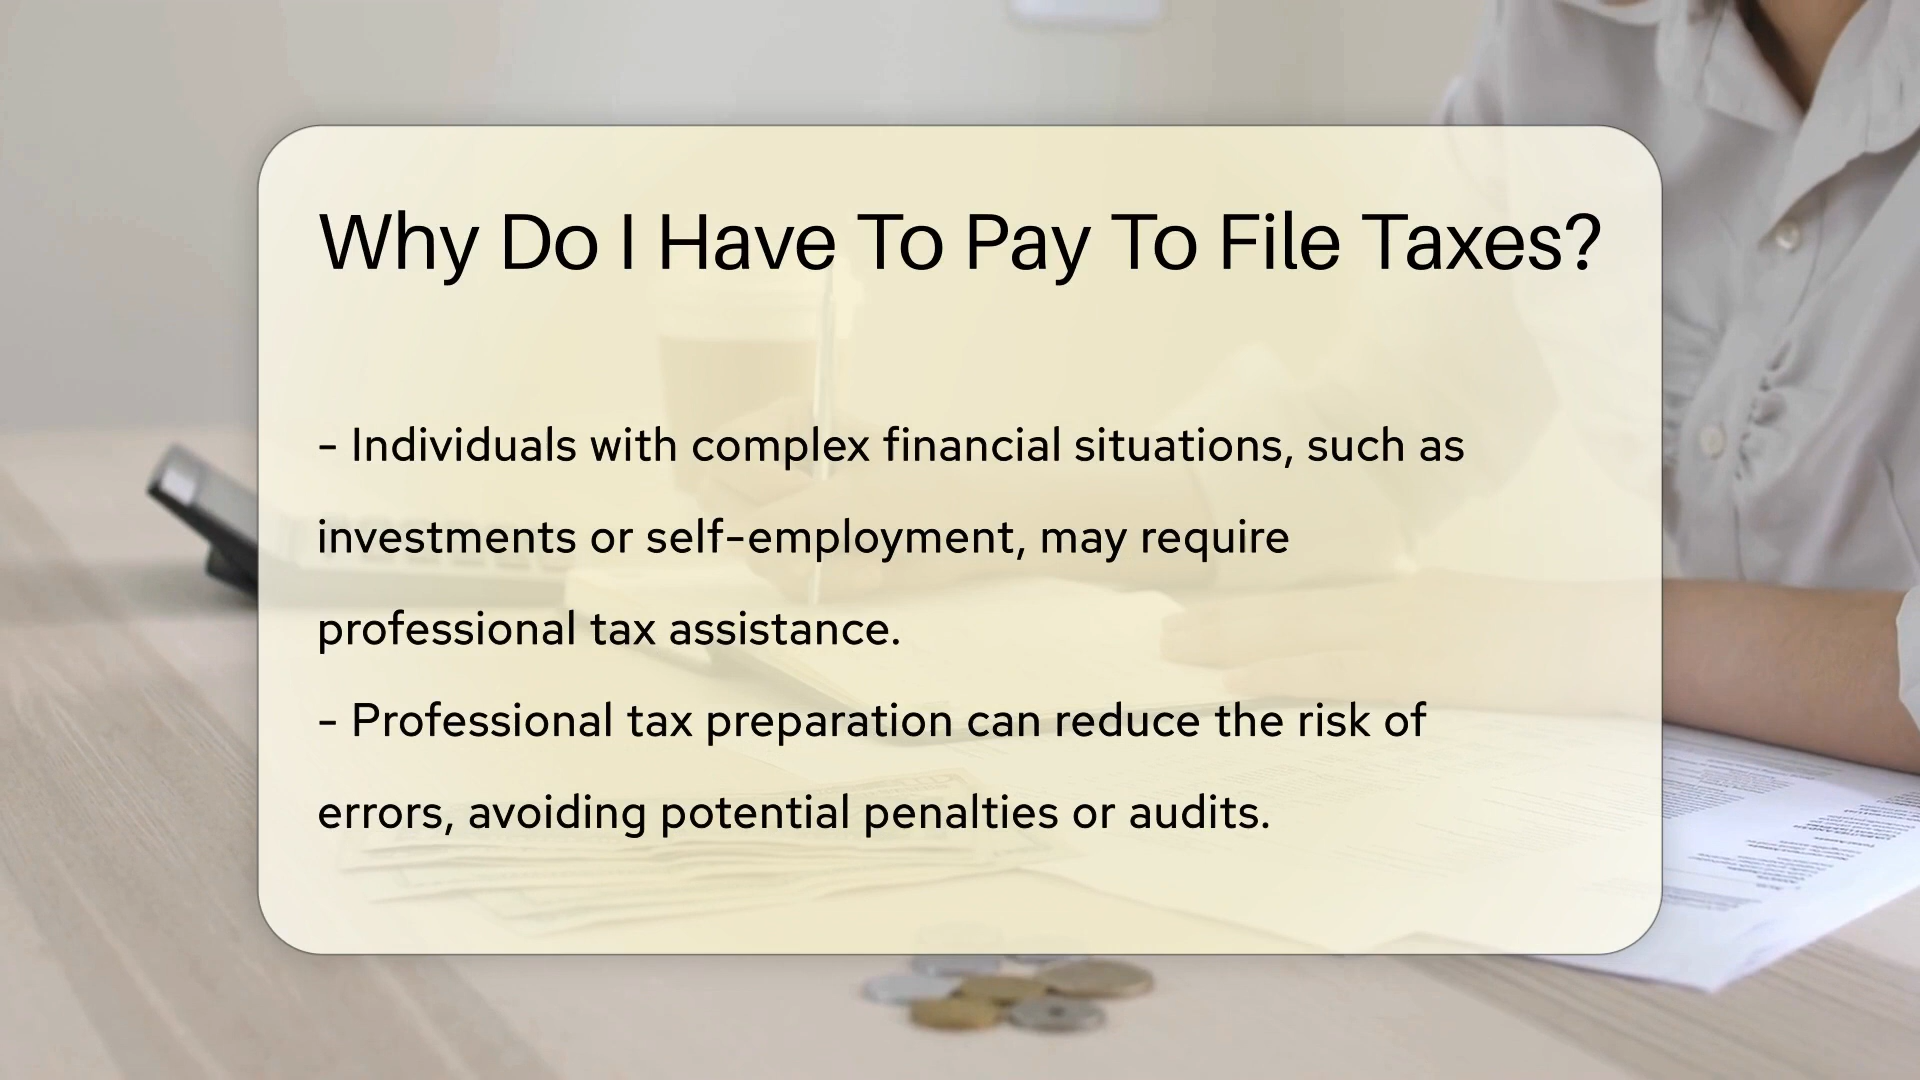 Why Do I Have To Pay To File Taxes?
- Individuals with complex financial situations, such as
investments or self-employment, may require
professional tax assistance.
- Professional tax preparation can reduce the risk of
errors, avoiding potential penalties or audits.